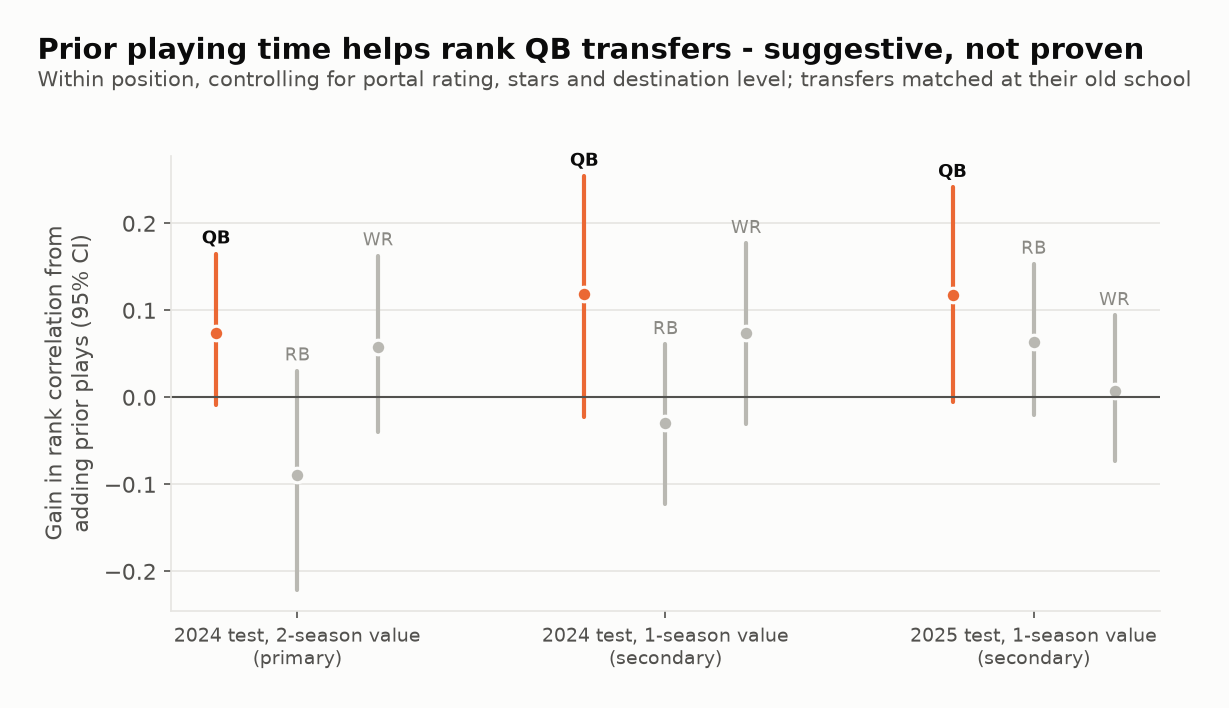 Prior playing time helps rank QB transfers - suggestive, not proven
Within position, controlling for portal rating, stars and destination level; transfers matched at their old school
Gain in rank correlation from
adding prior plays (95% CI)
0.2
0.1
0.0
−0.1
−0.2
QB
RB
WR
QB
RB
WR
QB
RB
WR
2024 test, 2-season value
(primary)
2024 test, 1-season value
(secondary)
2025 test, 1-season value
(secondary)